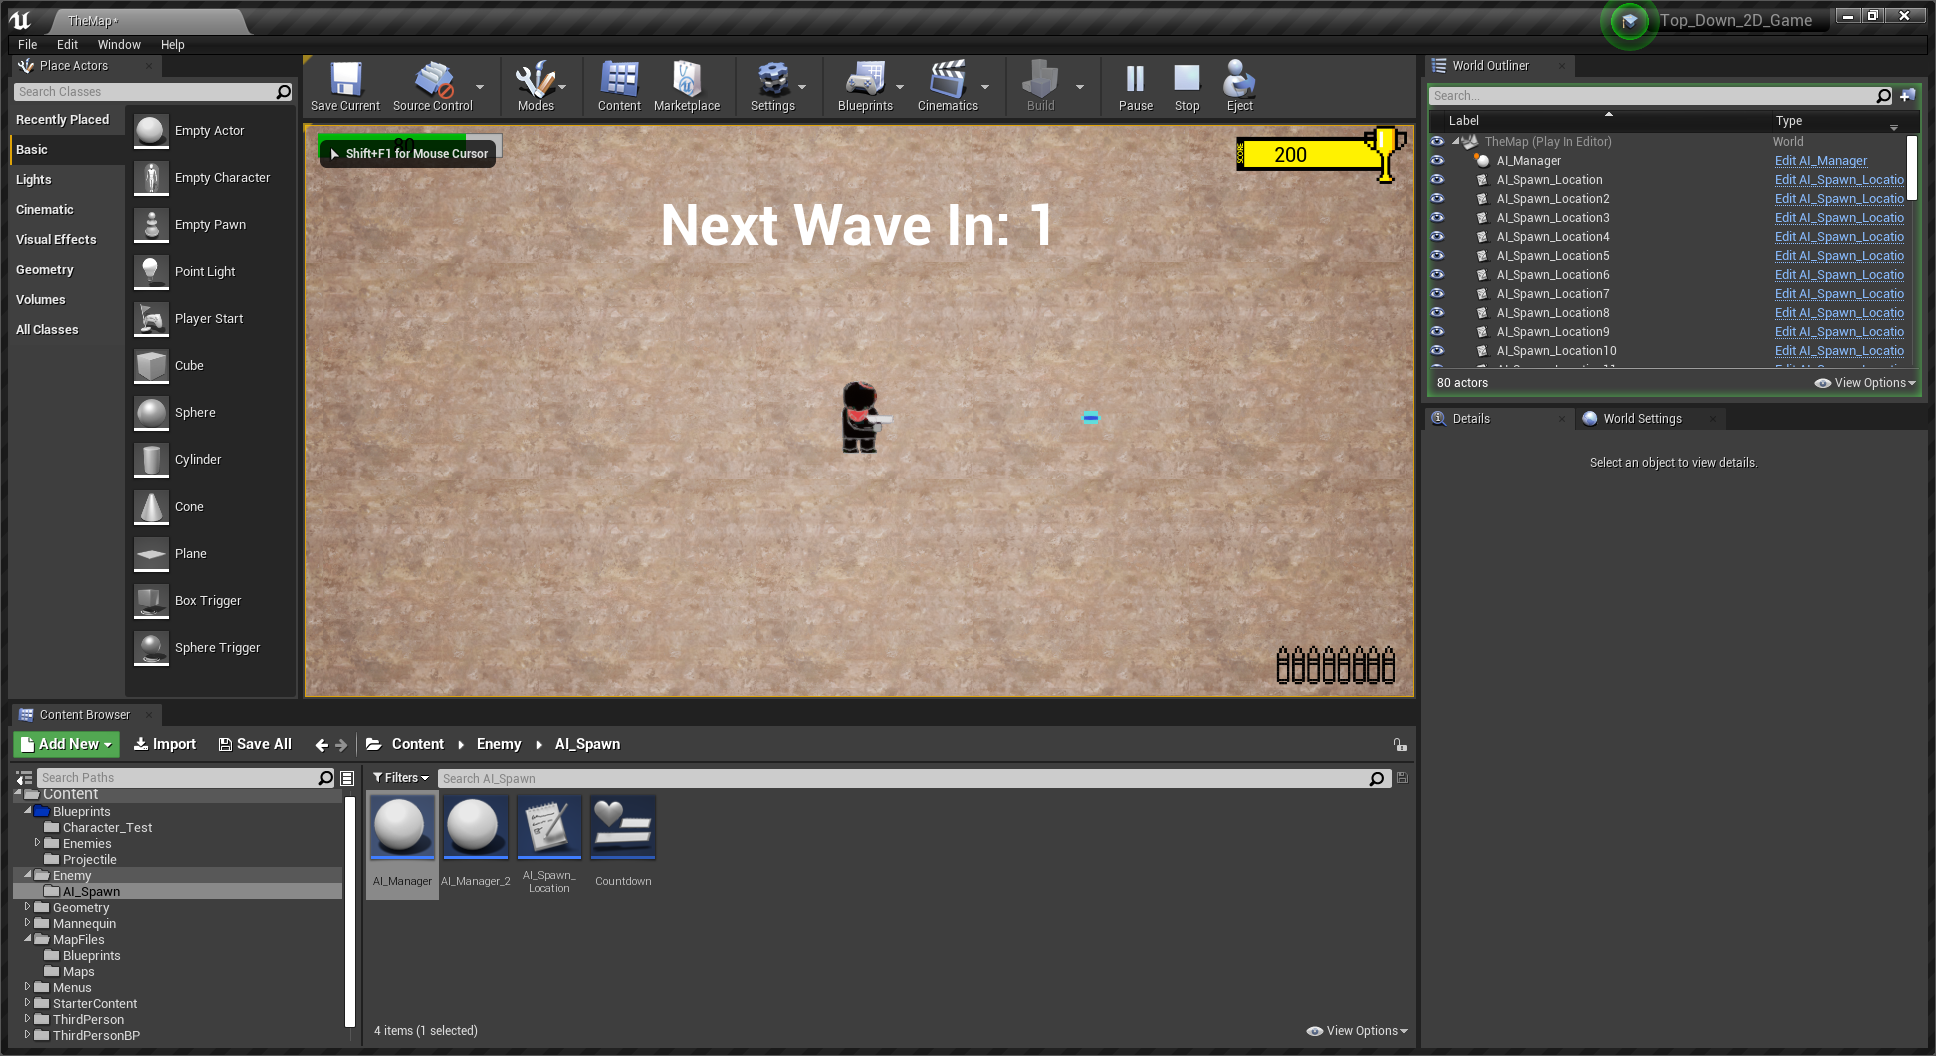 TheMap*
Top_Down_2D_Game
File Edit Window Help
Place Actors
Search Classes
Recently Placed
Basic
Lights
Cinematic
Visual Effects
Geometry
Volumes
All Classes
Empty Actor
Empty Character
Empty Pawn
Point Light
Player Start
Cube
Sphere
Cylinder
Cone
Plane
Box Trigger
Sphere Trigger
Save Current
Source Control
Modes
Content
Marketplace
Settings
Blueprints
Cinematics
Build
Pause
Stop
Eject
80
Shift+F1 for Mouse Cursor
SCORE
200
Next Wave In: 1
World Outliner
Search...
Label Type
TheMap (Play In Editor) World
AI_Manager Edit AI_Manager
AI_Spawn_Location Edit AI_Spawn_Locatio
AI_Spawn_Location2 Edit AI_Spawn_Locatio
AI_Spawn_Location3 Edit AI_Spawn_Locatio
AI_Spawn_Location4 Edit AI_Spawn_Locatio
AI_Spawn_Location5 Edit AI_Spawn_Locatio
AI_Spawn_Location6 Edit AI_Spawn_Locatio
AI_Spawn_Location7 Edit AI_Spawn_Locatio
AI_Spawn_Location8 Edit AI_Spawn_Locatio
AI_Spawn_Location9 Edit AI_Spawn_Locatio
AI_Spawn_Location10 Edit AI_Spawn_Locatio
80 actors View Options
Details World Settings
Select an object to view details.
Content Browser
Add New Import Save All Content Enemy AI_Spawn
Search Paths
Content
Blueprints
Character_Test
Enemies
Projectile
Enemy
AI_Spawn
Geometry
Mannequin
MapFiles
Blueprints
Maps
Menus
StarterContent
ThirdPerson
ThirdPersonBP
Filters Search AI_Spawn
AI_Manager
AI_Manager_2
AI_Spawn_
Location
Countdown
4 items (1 selected) View Options